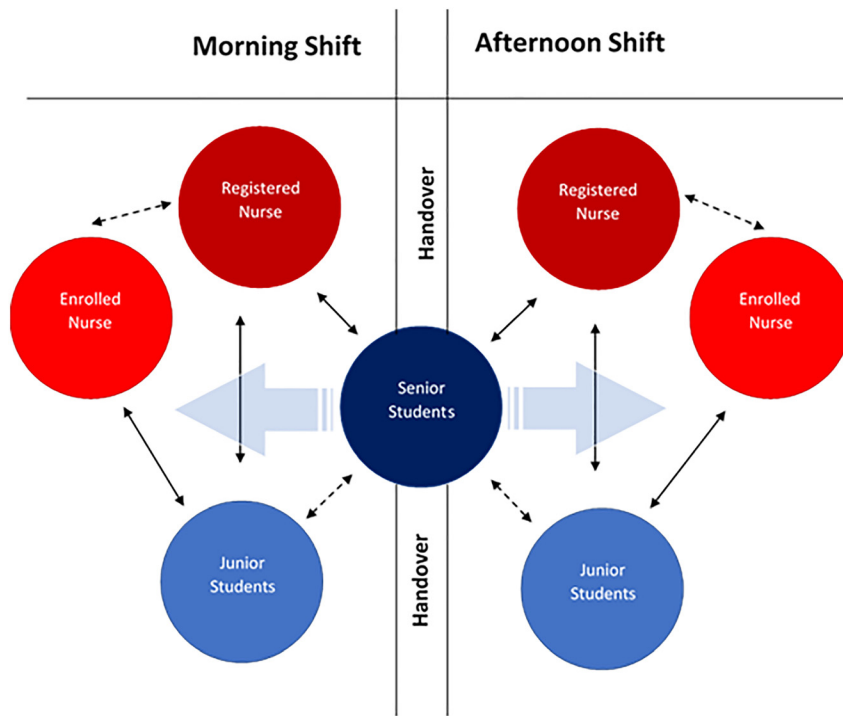 Morning Shift
Afternoon Shift
Handover
Registered
Nurse
Registered
Nurse
Enrolled
Nurse
Enrolled
Nurse
Senior
Students
Junior
Students
Handover
Junior
Students